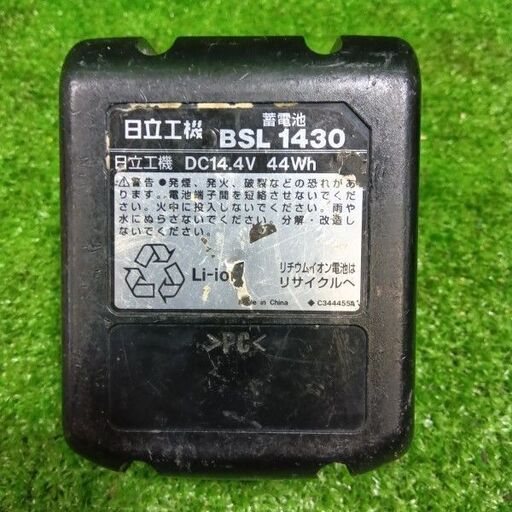 蓄電池
日立工機 BSL 1430
日立工機 DC14.4V 44Wh
⚠警告●発煙、発火、破裂などの恐れがあ
ります。電池端子間を短絡させないでくだ
さい。火中に投入しないでください。雨や
水にぬらさないでください。分解・改造し
ないでください。
Li-ion
リチウムイオン電池は
リサイクルへ
Made in China
◆C344455
>PC<